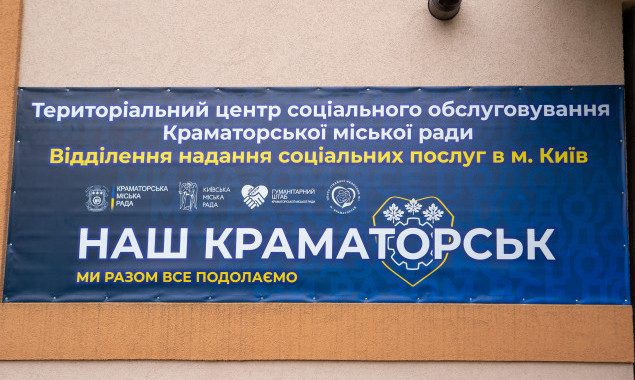 Територіальний центр соціального обслуговування
Краматорської міської ради
Відділення надання соціальних послуг в м. Київ
КРАМАТОРСЬКА
МІСЬКА
РАДА
КИЇВСЬКА
МІСЬКА
РАДА
ГУМАНІТАРНИЙ
ШТАБ
НАШ КРАМАТОРСЬК
МИ РАЗОМ ВСЕ ПОДОЛАЄМО